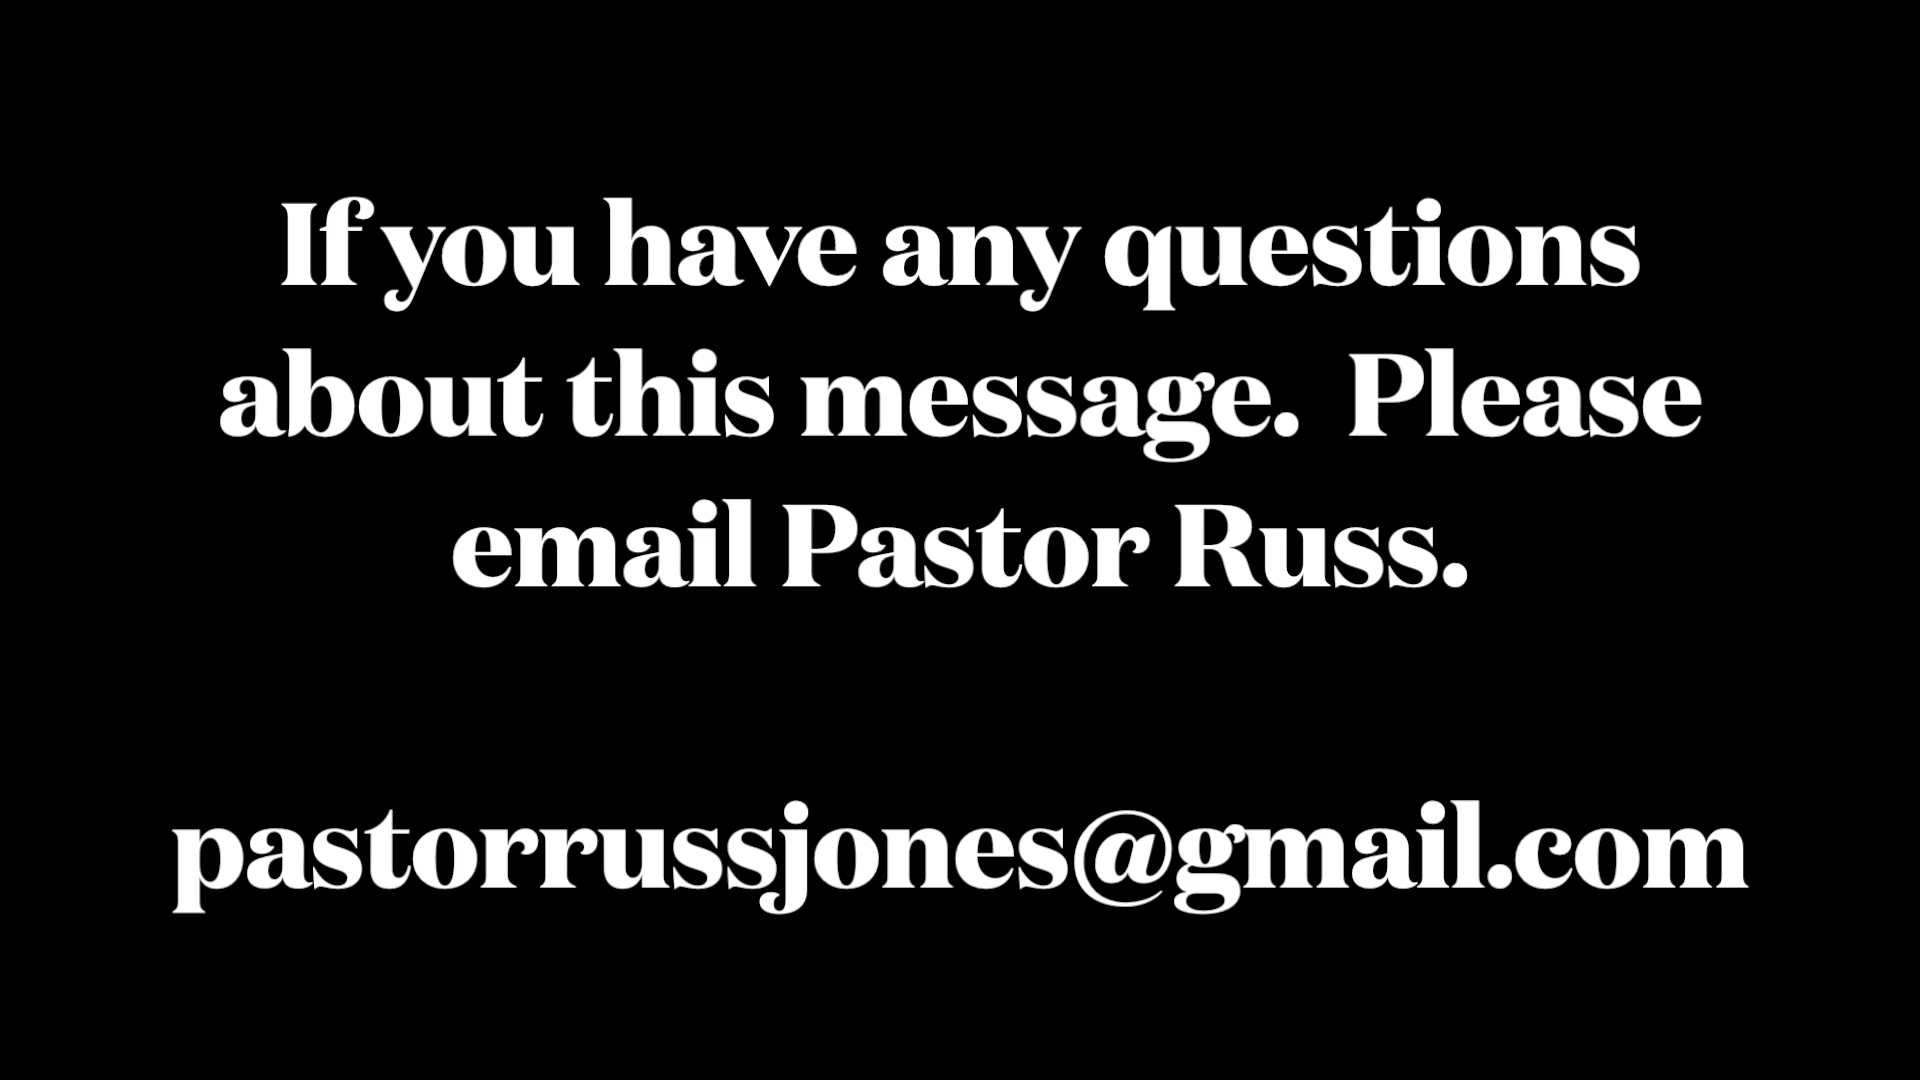 If you have any questions
about this message.  Please
email Pastor Russ.
pastorrussjones@gmail.com